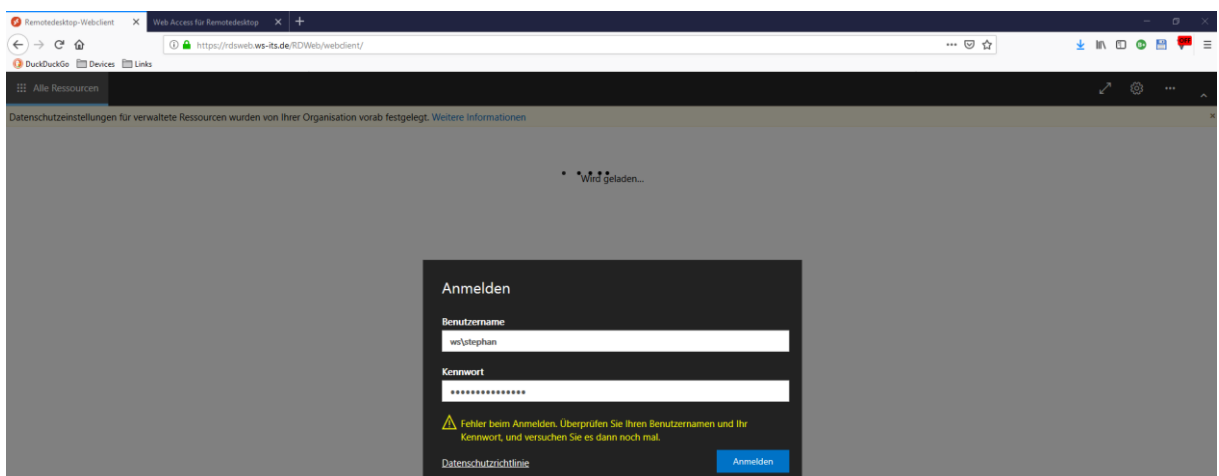 Remotedesktop-Webclient
Web Access für Remotedesktop
https://rdsweb.ws-its.de/RDWeb/webclient/
DuckDuckGo Devices Links
OFF
Alle Ressourcen
Datenschutzeinstellungen für verwaltete Ressourcen wurden von Ihrer Organisation vorab festgelegt. Weitere Informationen
Wird geladen...
Anmelden
Benutzername
ws\stephan
Kennwort
•••••••••••••••
Fehler beim Anmelden. Überprüfen Sie Ihren Benutzernamen und Ihr
Kennwort, und versuchen Sie es dann noch mal.
Datenschutzrichtlinie
Anmelden